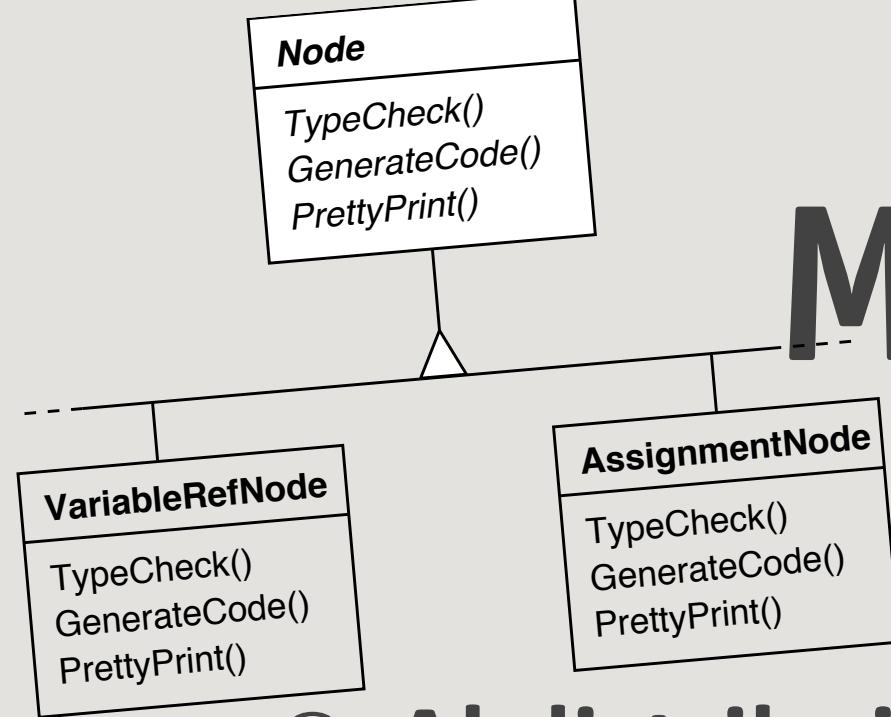 Node
TypeCheck()
GenerateCode()
PrettyPrint()
M
VariableRefNode
TypeCheck()
GenerateCode()
PrettyPrint()
AssignmentNode
TypeCheck()
GenerateCode()
PrettyPrint()